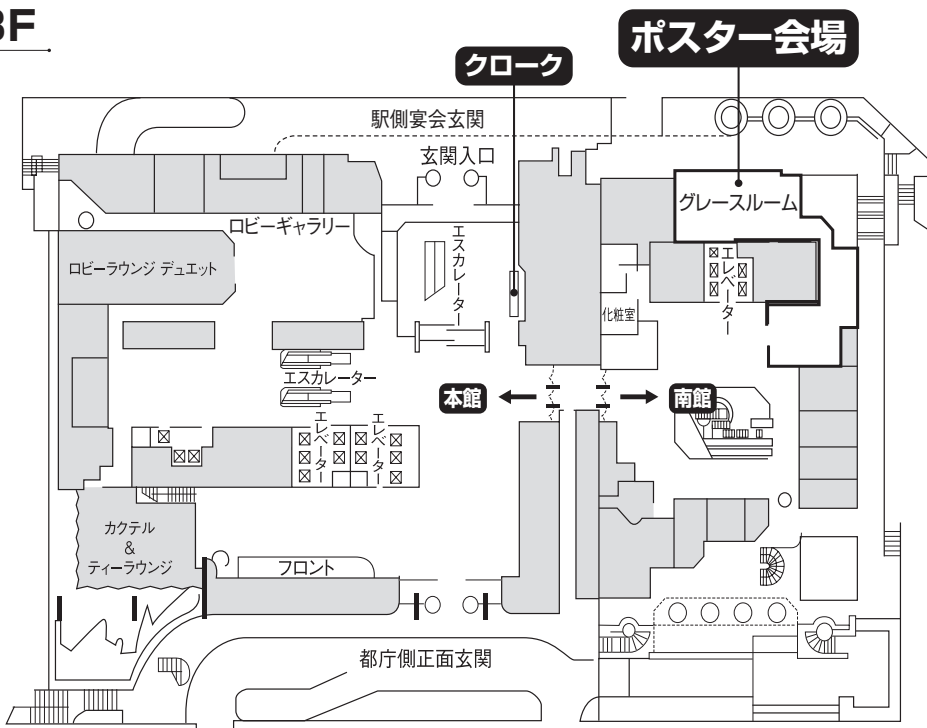 3F
ポスター会場
クローク
駅側宴会玄関
玄関入口
グレースルーム
ロビーギャラリー
エスカレーター
ロビーラウンジ デュエット
エレベーター
化粧室
エスカレーター
本館
南館
エレベーター
エレベーター
カクテル
&
ティーラウンジ
フロント
都庁側正面玄関